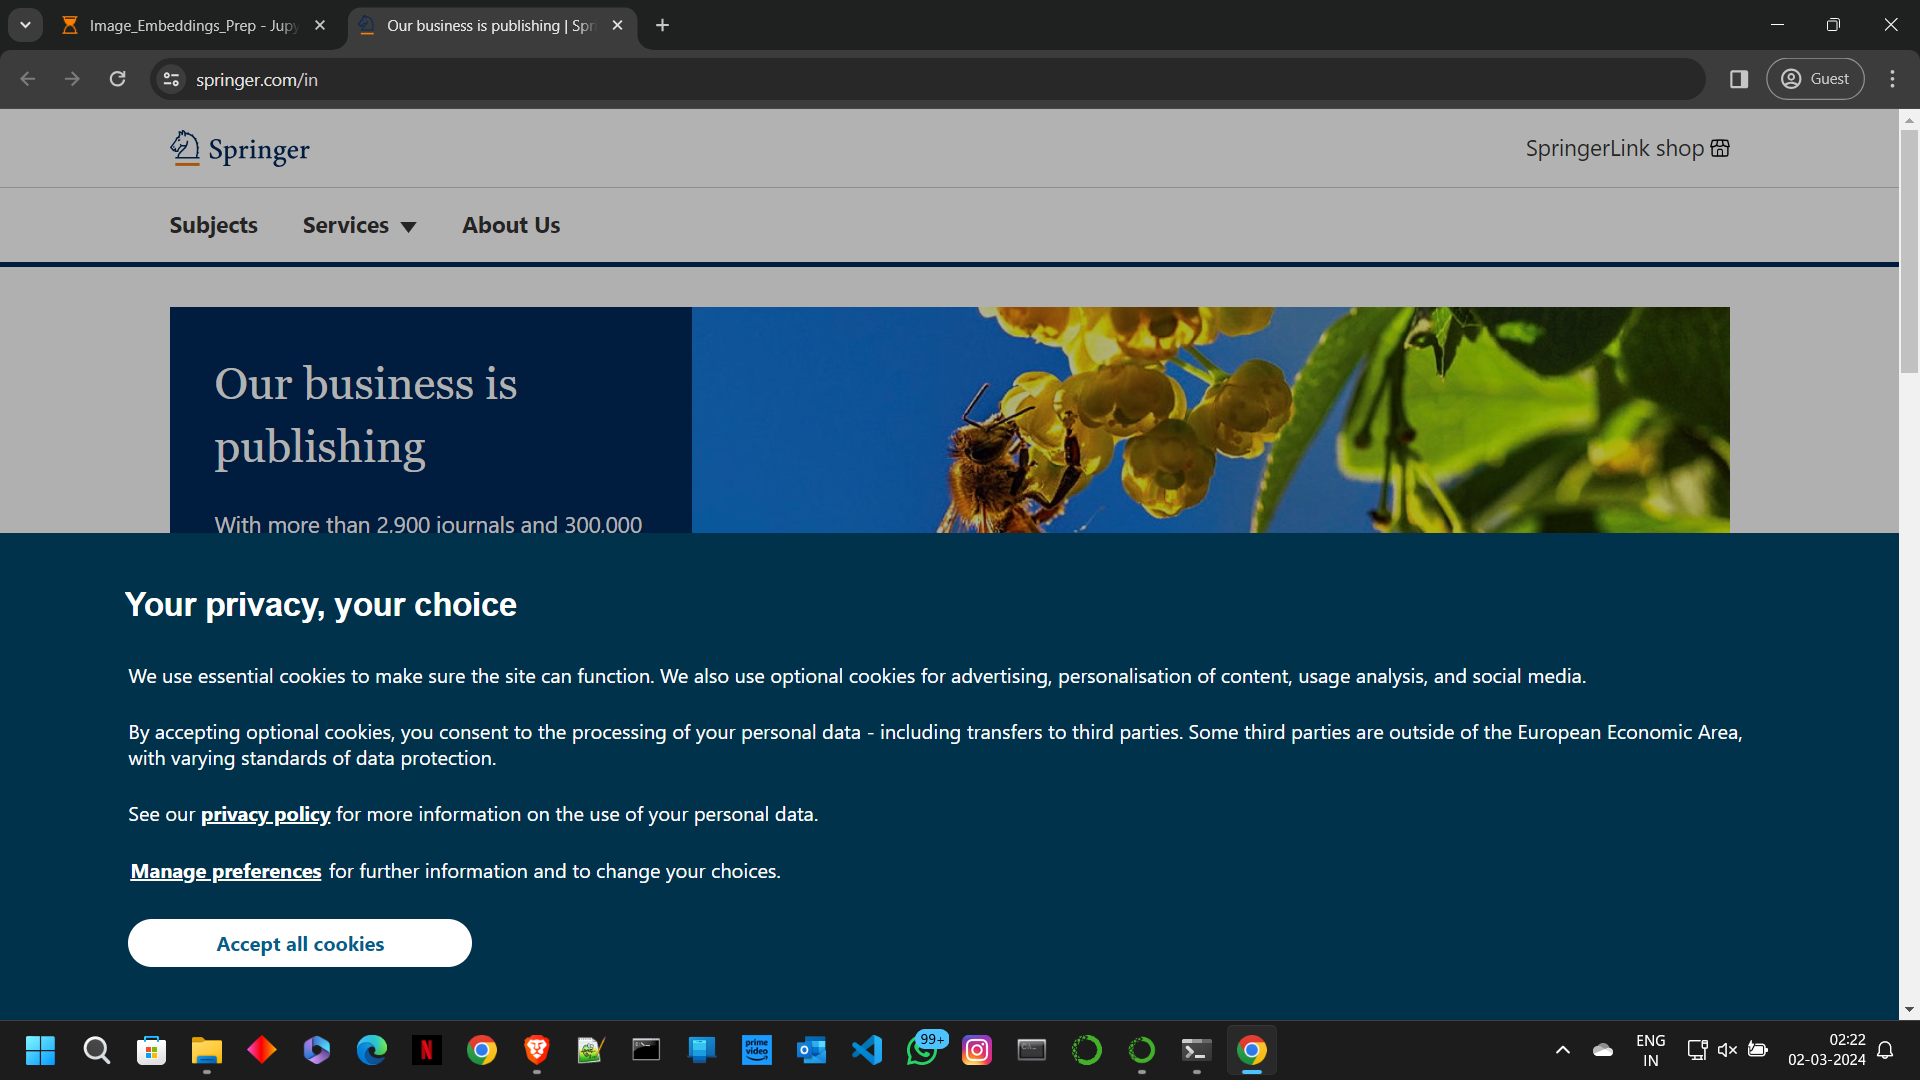 Image_Embeddings_Prep - Jupy
Our business is publishing | Spri
springer.com/in
Guest
Springer
SpringerLink shop
Subjects
Services
About Us
Our business is
publishing
With more than 2,900 journals and 300,000
Your privacy, your choice
We use essential cookies to make sure the site can function. We also use optional cookies for advertising, personalisation of content, usage analysis, and social media.
By accepting optional cookies, you consent to the processing of your personal data - including transfers to third parties. Some third parties are outside of the European Economic Area,
with varying standards of data protection.
See our privacy policy for more information on the use of your personal data.
Manage preferences for further information and to change your choices.
Accept all cookies
N
prime
video
99+
ENG
IN
02:22
02-03-2024